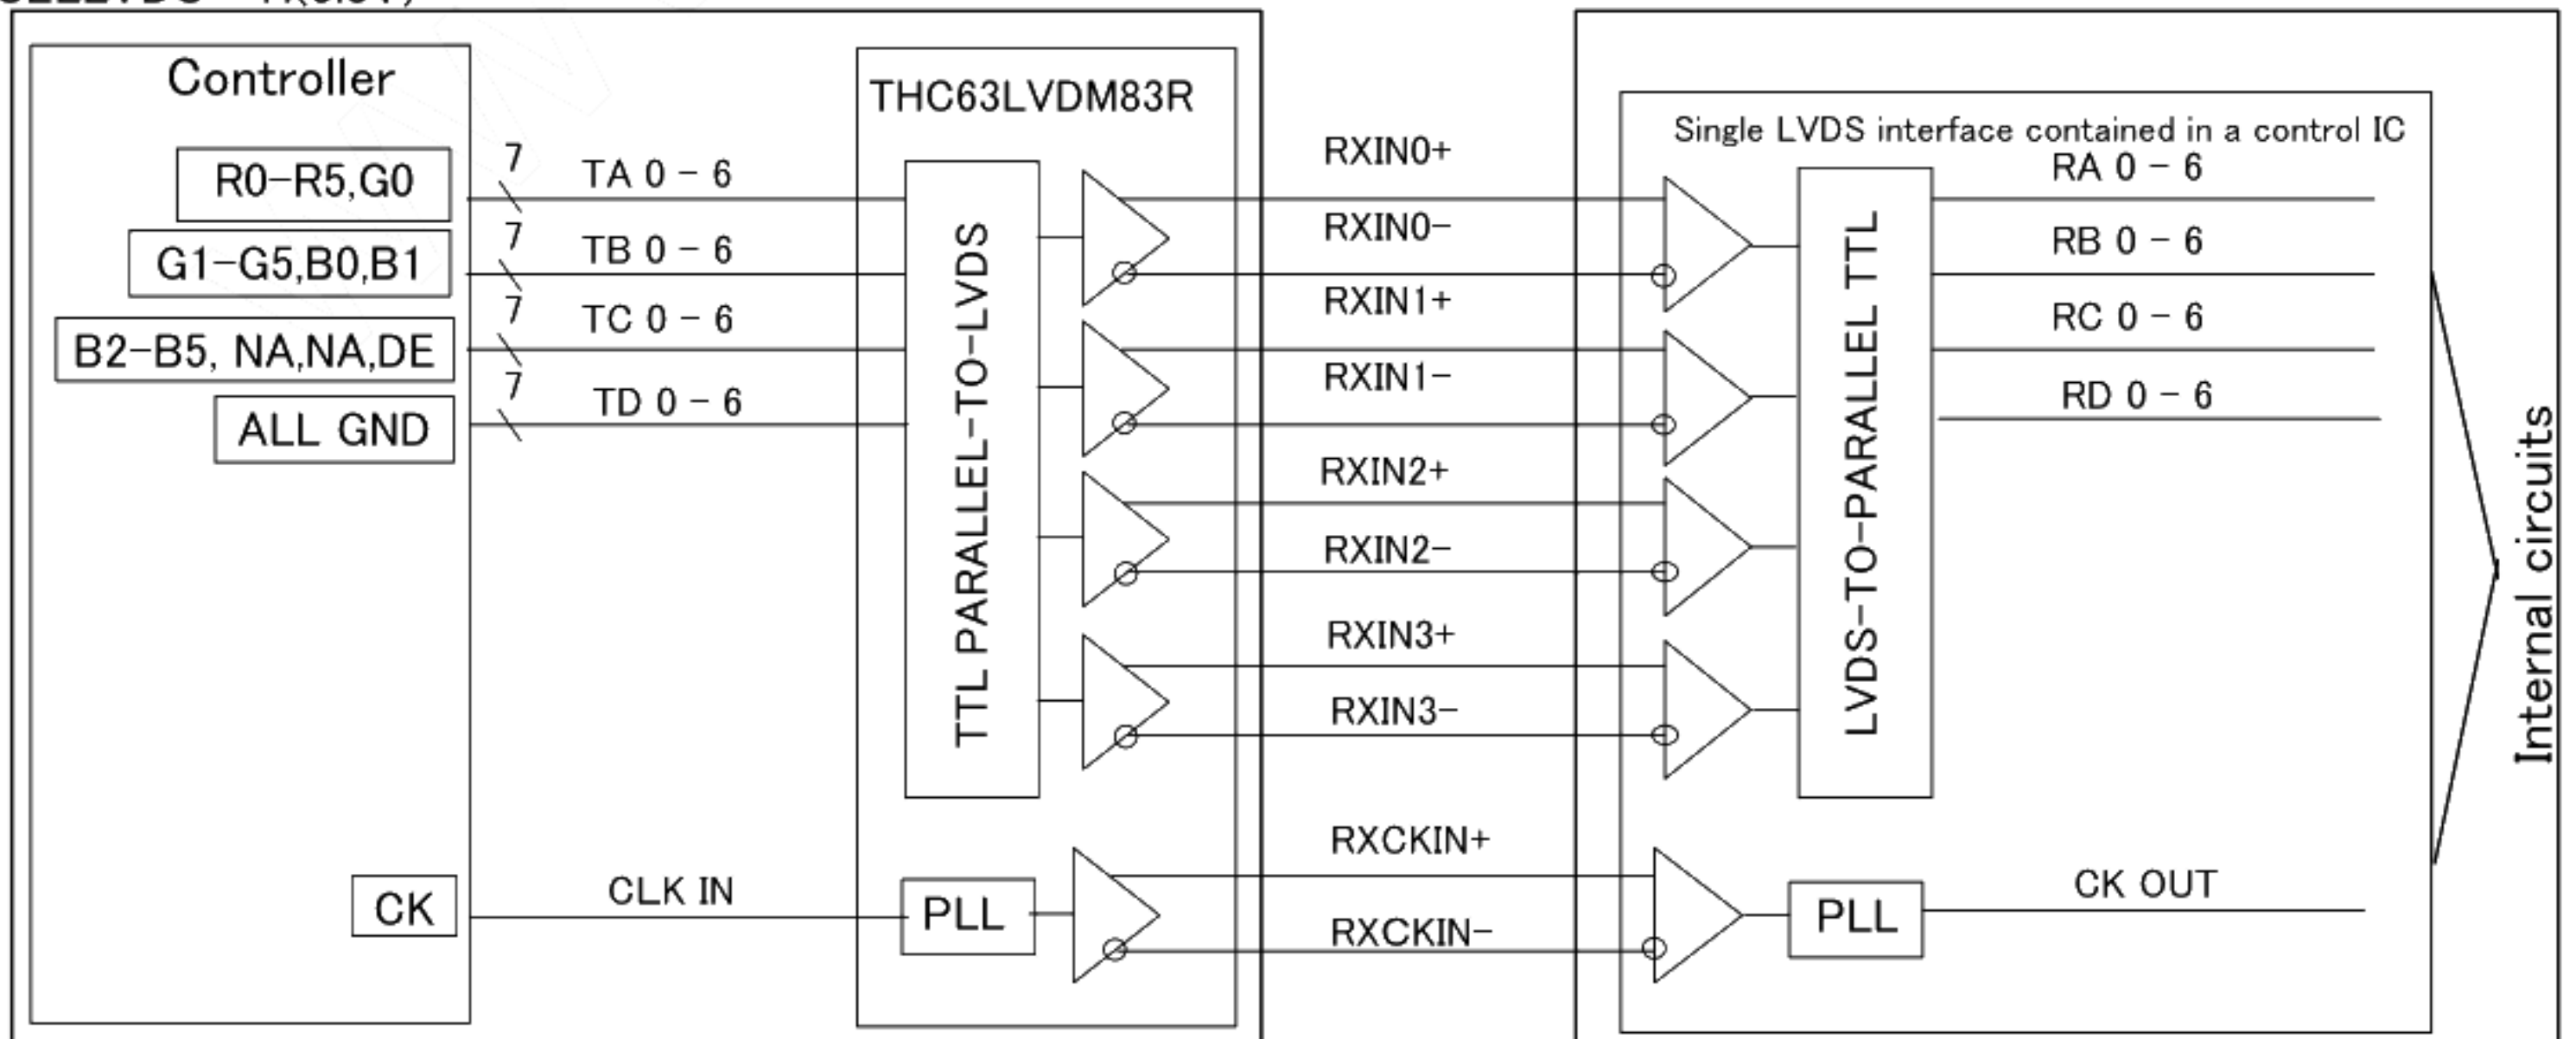 Controller
R0-R5,G0
G1-G5,B0,B1
B2-B5, NA,NA,DE
ALL GND
CK
7
TA 0 - 6
7
TB 0 - 6
7
TC 0 - 6
7
TD 0 - 6
CLK IN
THC63LVDM83R
TTL PARALLEL-TO-LVDS
PLL
RXIN0+
RXIN0-
RXIN1+
RXIN1-
RXIN2+
RXIN2-
RXIN3+
RXIN3-
RXCKIN+
RXCKIN-
Single LVDS interface contained in a control IC
LVDS-TO-PARALLEL TTL
PLL
RA 0 - 6
RB 0 - 6
RC 0 - 6
RD 0 - 6
CK OUT
Internal circuits